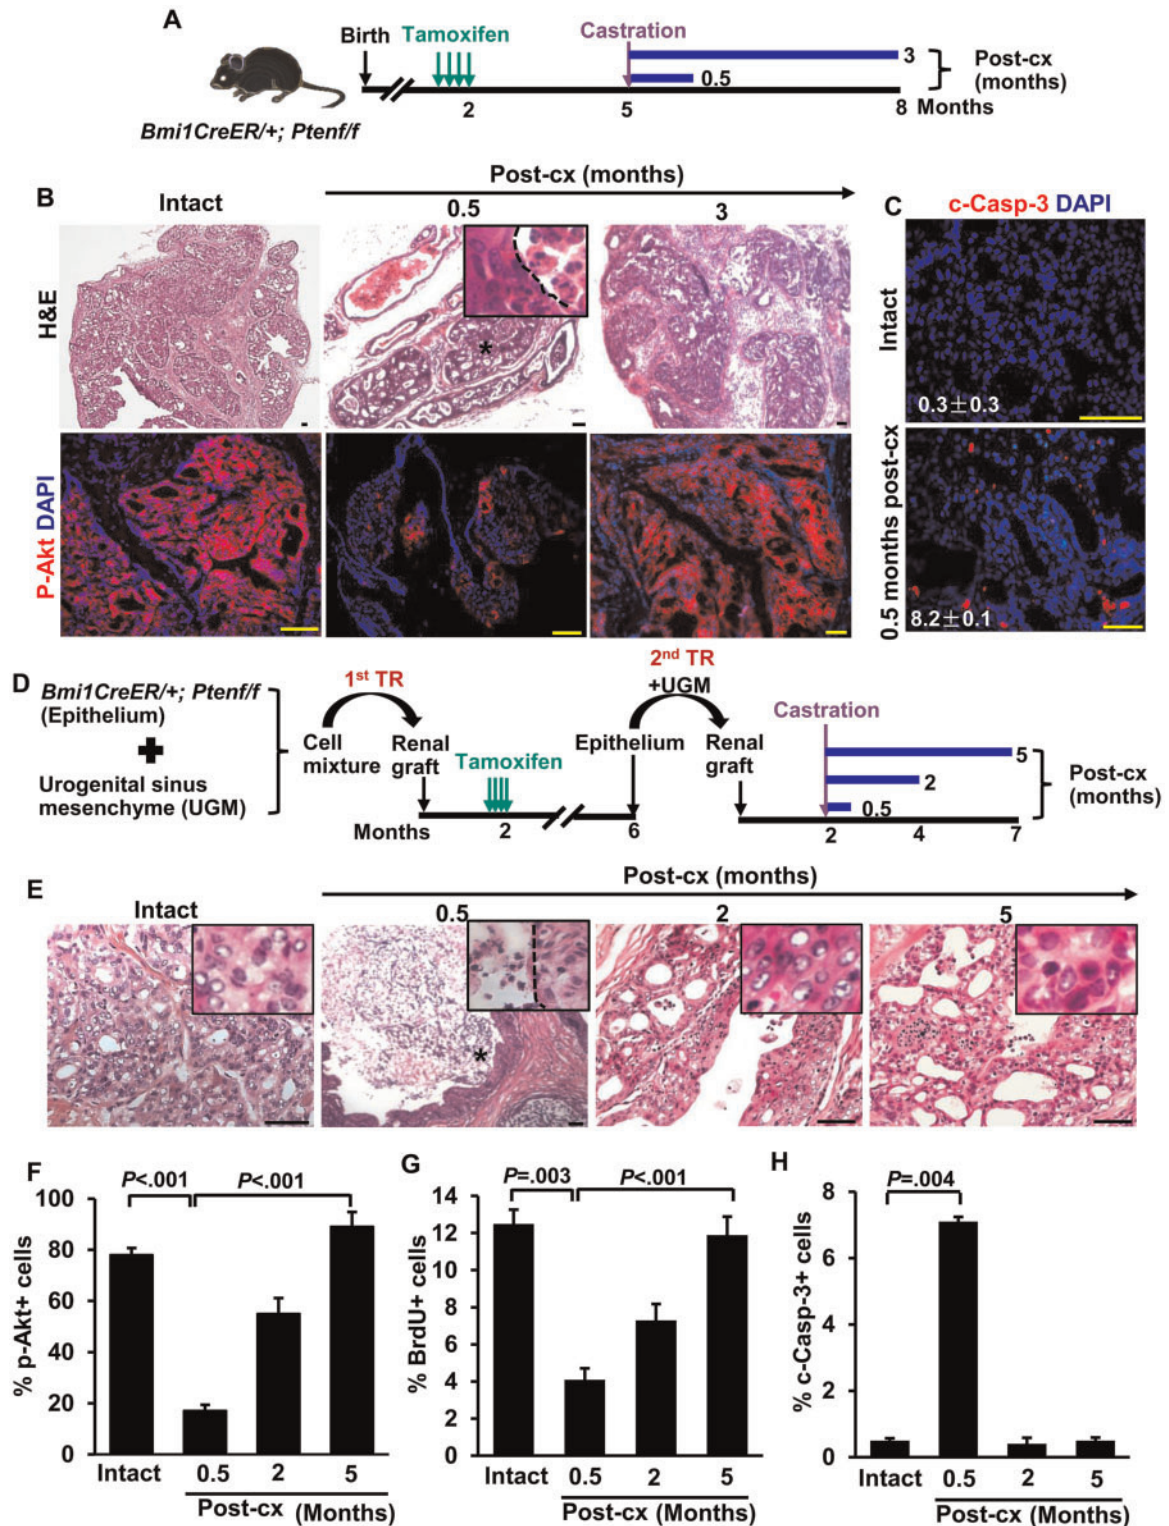 A
Birth Tamoxifen Castration
3
0.5
Post-cx
(months)
2 5 8 Months
Bmi1CreER/+; Ptenf/f
Post-cx (months)
B Intact 0.5 3
H&E
P-Akt DAPI
C c-Casp-3 DAPI
Intact
0.3±0.3
0.5 months post-cx
8.2±0.1
D Bmi1CreER/+; Ptenf/f
(Epithelium)
Urogenital sinus
mesenchyme (UGM)
1st TR
Cell
mixture
Renal
graft
Tamoxifen
Months 2 6
2nd TR
+UGM
Epithelium
Renal
graft
Castration
5
2
0.5
Post-cx
(months)
2 4 7
E Post-cx (months)
Intact 0.5 2 5
*
F
P<.001 P<.001
% p-Akt+ cells
100
80
60
40
20
0
Intact 0.5 2 5
Post-cx (Months)
G
P=.003 P<.001
% BrdU+ cells
14
12
10
8
6
4
2
0
Intact 0.5 2 5
Post-cx (Months)
H
P=.004
% c-Casp-3+ cells
8
6
4
2
0
Intact 0.5 2 5
Post-cx (Months)